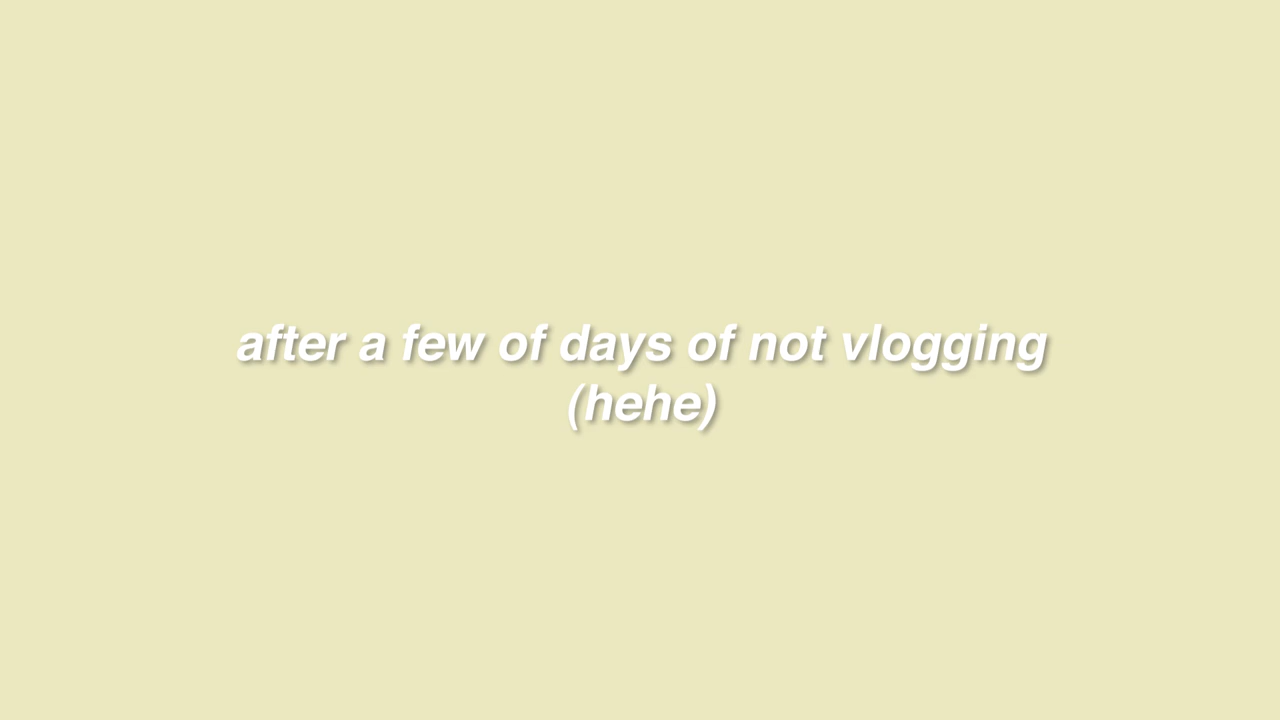 after a few of days of not vlogging
(hehe)